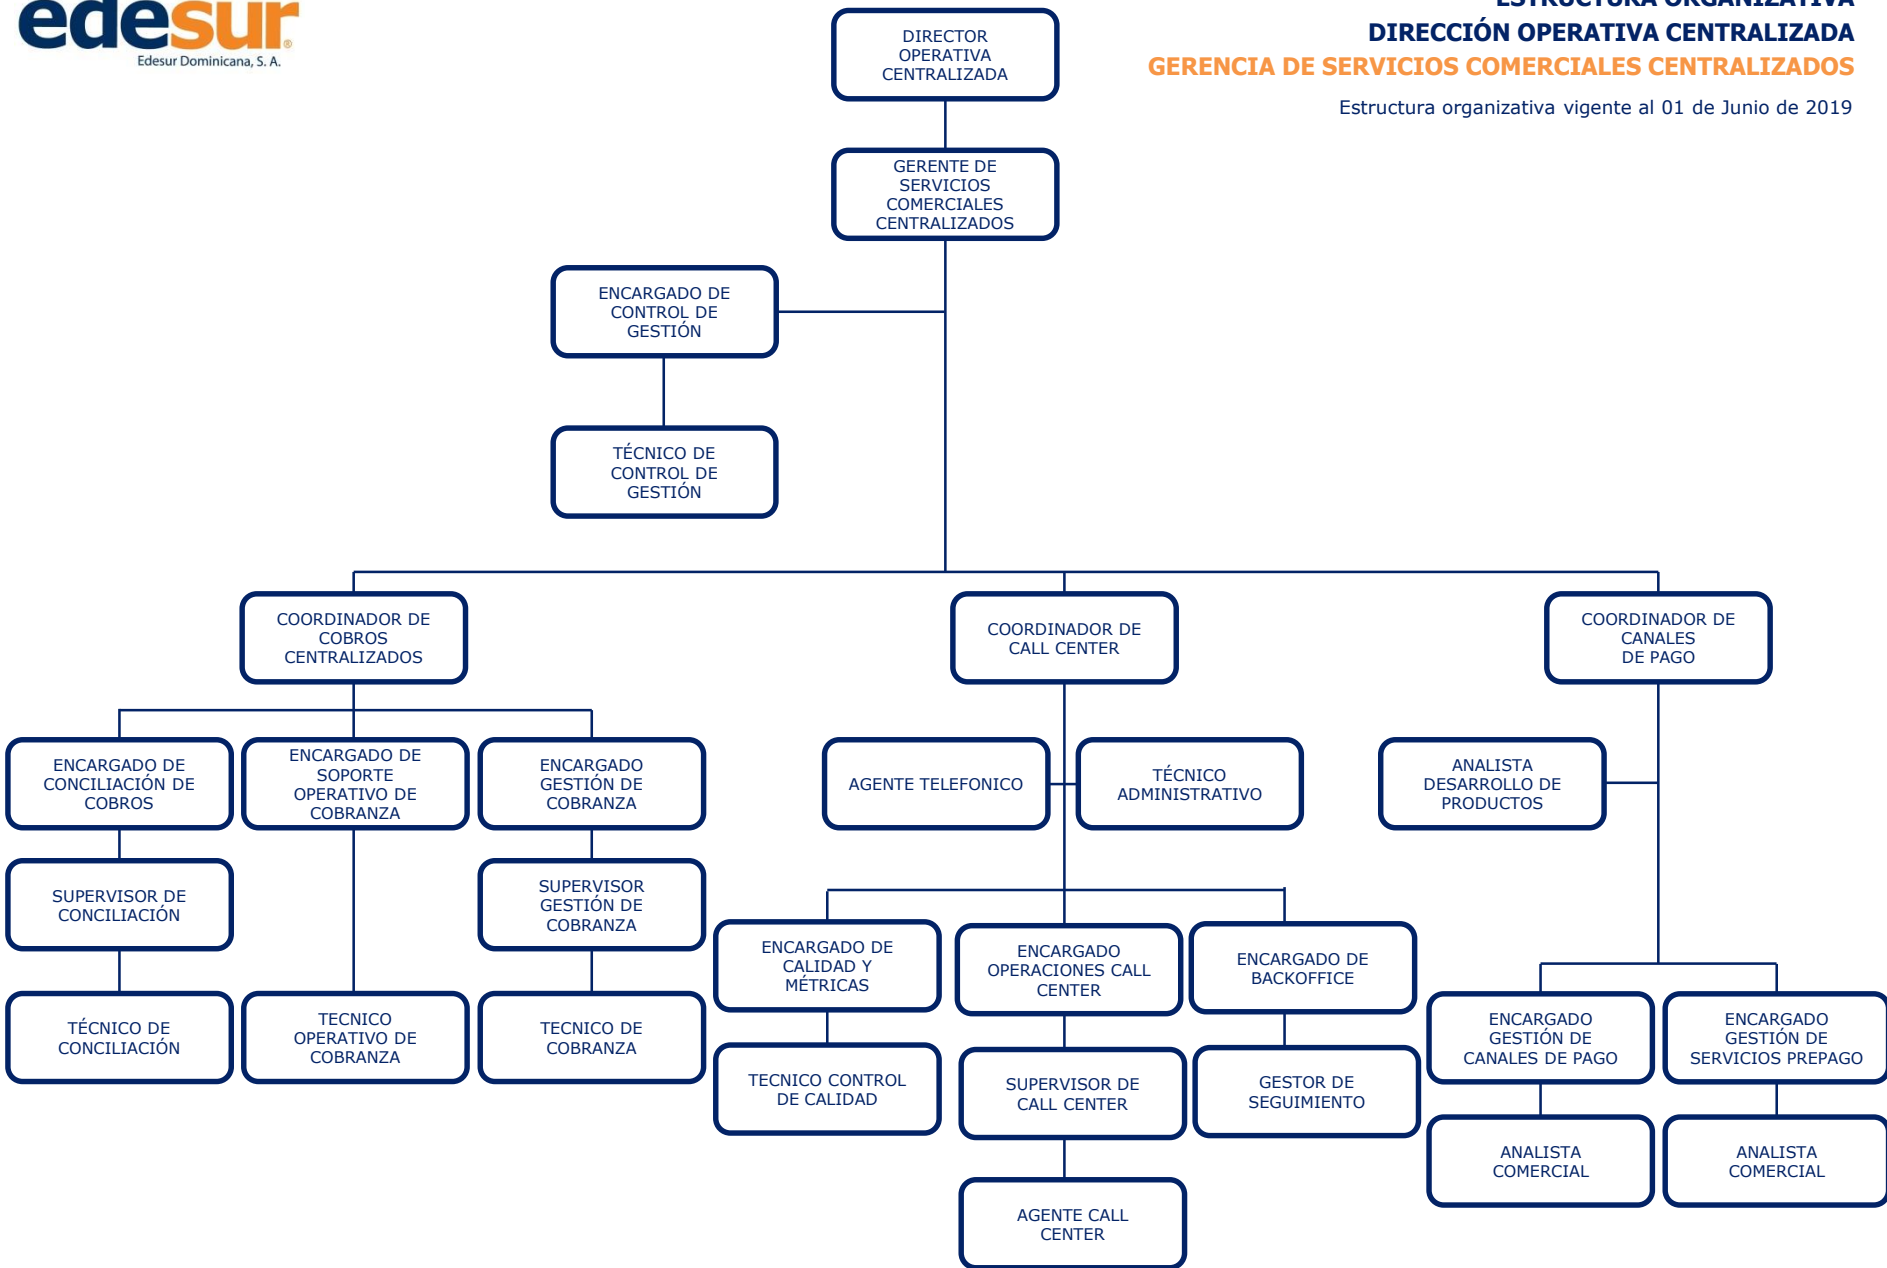 edesur
Edesur Dominicana, S. A.
ESTRUCTURA ORGANIZATIVA
DIRECCIÓN OPERATIVA CENTRALIZADA
GERENCIA DE SERVICIOS COMERCIALES CENTRALIZADOS
Estructura organizativa vigente al 01 de Junio de 2019
DIRECTOR
OPERATIVA
CENTRALIZADA
GERENTE DE
SERVICIOS
COMERCIALES
CENTRALIZADOS
ENCARGADO DE
CONTROL DE
GESTIÓN
TÉCNICO DE
CONTROL DE
GESTIÓN
COORDINADOR DE
COBROS
CENTRALIZADOS
COORDINADOR DE
CALL CENTER
COORDINADOR DE
CANALES
DE PAGO
ENCARGADO DE
CONCILIACIÓN DE
COBROS
ENCARGADO DE
SOPORTE
OPERATIVO DE
COBRANZA
ENCARGADO
GESTIÓN DE
COBRANZA
AGENTE TELEFONICO
TÉCNICO
ADMINISTRATIVO
ANALISTA
DESARROLLO DE
PRODUCTOS
SUPERVISOR DE
CONCILIACIÓN
SUPERVISOR
GESTIÓN DE
COBRANZA
ENCARGADO DE
CALIDAD Y
MÉTRICAS
ENCARGADO
OPERACIONES CALL
CENTER
ENCARGADO DE
BACKOFFICE
TÉCNICO DE
CONCILIACIÓN
TECNICO
OPERATIVO DE
COBRANZA
TECNICO DE
COBRANZA
ENCARGADO
GESTIÓN DE
CANALES DE PAGO
ENCARGADO
GESTIÓN DE
SERVICIOS PREPAGO
TECNICO CONTROL
DE CALIDAD
SUPERVISOR DE
CALL CENTER
GESTOR DE
SEGUIMIENTO
ANALISTA
COMERCIAL
ANALISTA
COMERCIAL
AGENTE CALL
CENTER